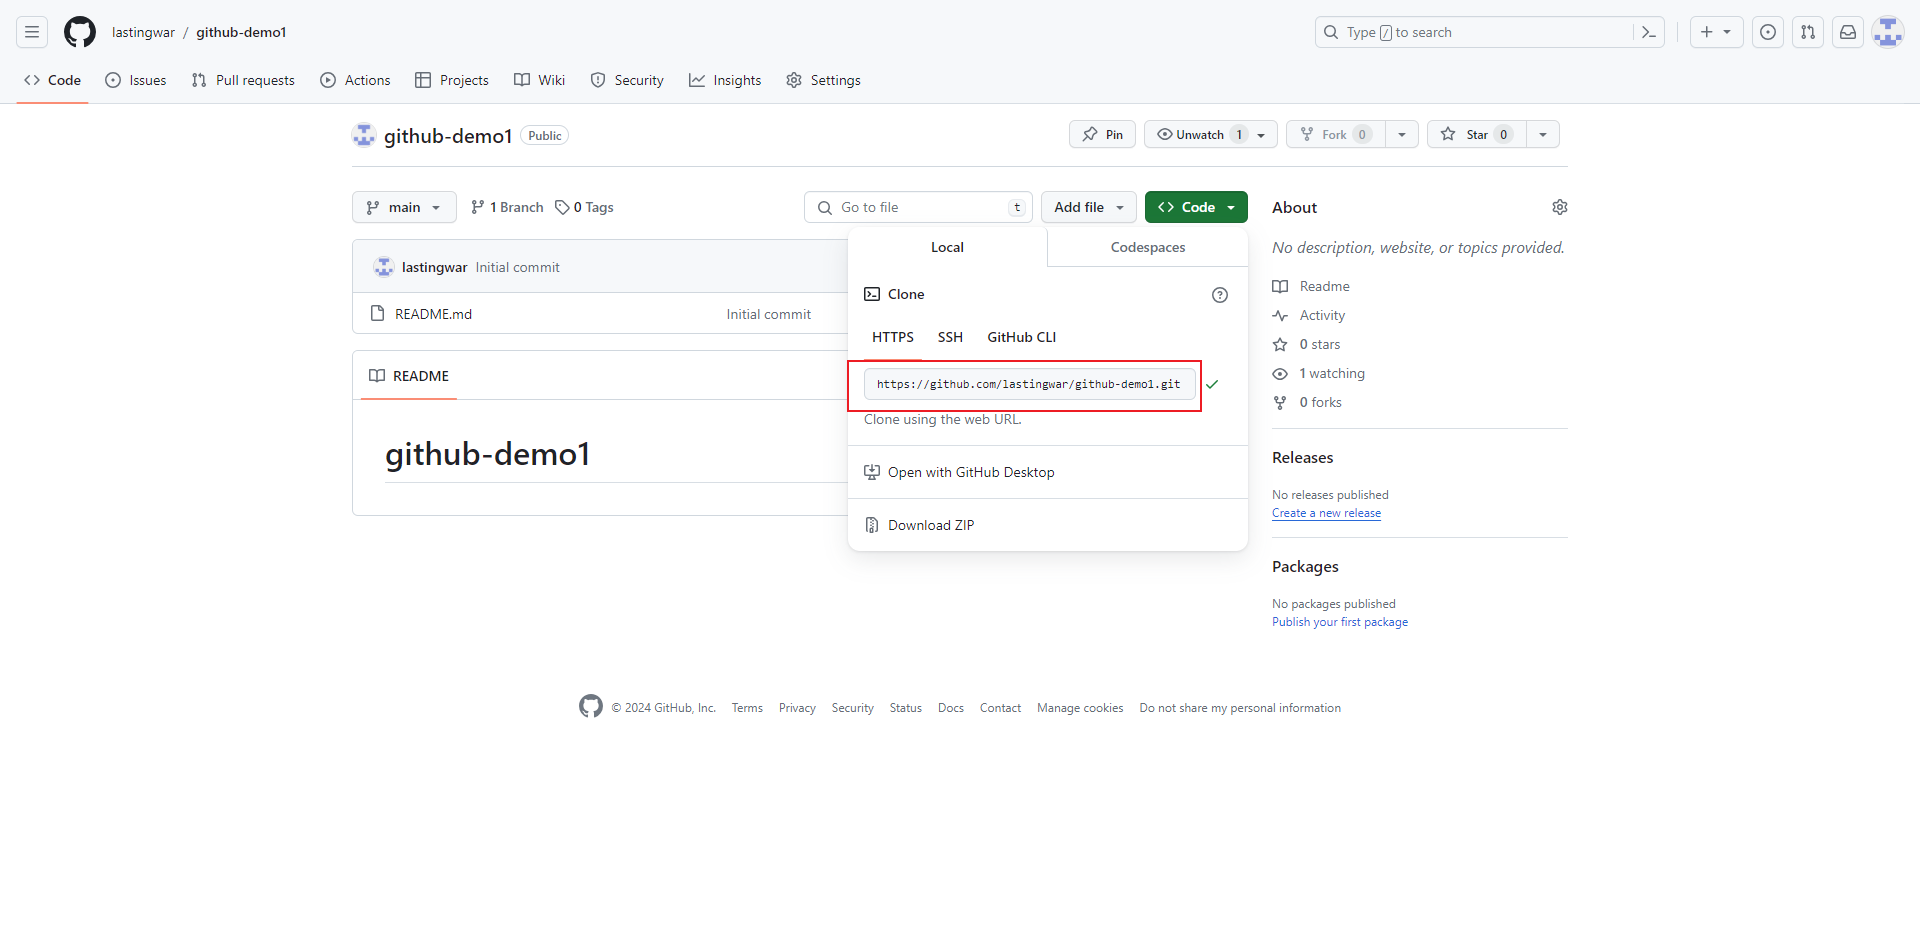 lastingwar / github-demo1
Type / to search
Code Issues Pull requests Actions Projects Wiki Security Insights Settings
github-demo1 Public
Pin Unwatch 1 Fork 0 Star 0
main 1 Branch 0 Tags Go to file t Add file Code
lastingwar Initial commit
README.md Initial commit
README
github-demo1
Local Codespaces
Clone
HTTPS SSH GitHub CLI
https://github.com/lastingwar/github-demo1.git
Clone using the web URL.
Open with GitHub Desktop
Download ZIP
About
No description, website, or topics provided.
Readme
Activity
0 stars
1 watching
0 forks
Releases
No releases published
Create a new release
Packages
No packages published
Publish your first package
© 2024 GitHub, Inc. Terms Privacy Security Status Docs Contact Manage cookies Do not share my personal information